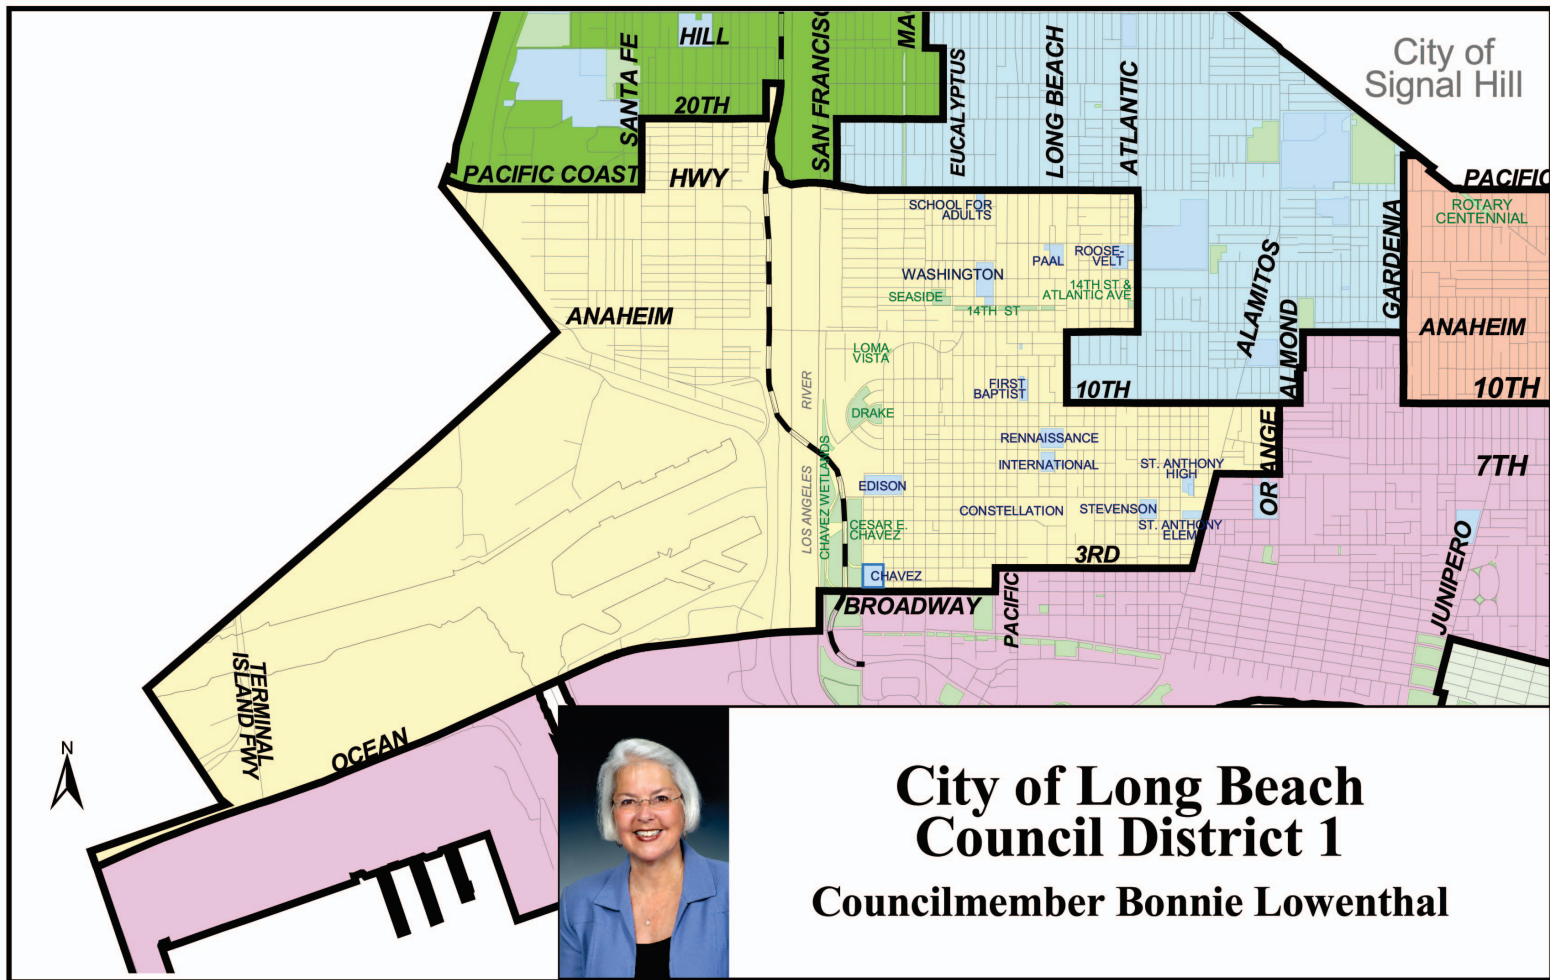 HILL
SANTA FE
SAN FRANCISC
MA
EUCALYPTUS
LONG BEACH
ATLANTIC
City of
Signal Hill
20TH
PACIFIC COAST
HWY
PACIFIC
ROTARY
CENTENNIAL
SCHOOL FOR
ADULTS
GARDENIA
WASHINGTON
PAAL
ROOSE-
VELT
ALAMITOS
SEASIDE
14TH ST
14TH ST &
ATLANTIC AVE
ANAHEIM
ALMOND
ANAHEIM
LOMA
VISTA
RIVER
FIRST
BAPTIST
10TH
10TH
DRAKE
ORANGE
CHAVEZ WETLANDS
LOS ANGELES
RENNAISSANCE
INTERNATIONAL
ST. ANTHONY
HIGH
7TH
EDISON
CONSTELLATION
STEVENSON
CESAR E.
CHAVEZ
ST. ANTHONY
ELEM
3RD
CHAVEZ
BROADWAY
PACIFIC
JUNIPERO
TERMINAL
ISLAND FWY
OCEAN
N
City of Long Beach
Council District 1
Councilmember Bonnie Lowenthal